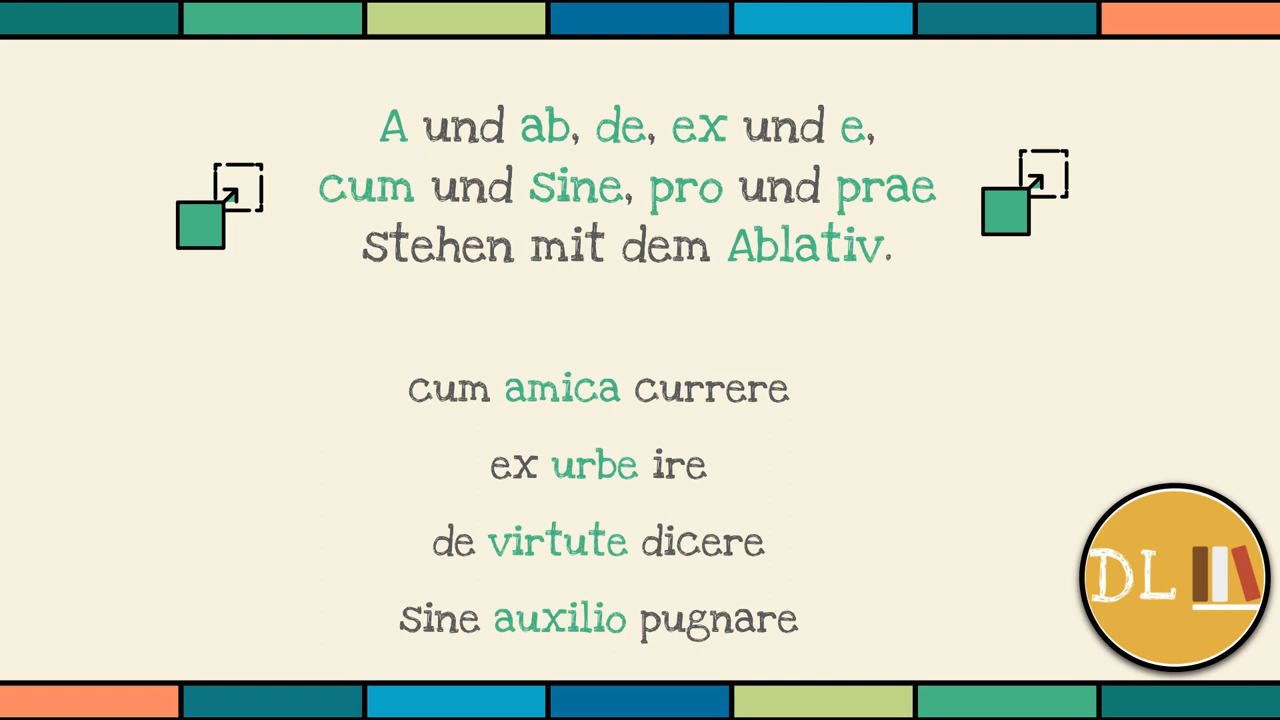 A und ab, de, ex und e,
cum und sine, pro und prae
stehen mit dem Ablativ.
cum amica currere
ex urbe ire
de virtute dicere
sine auxilio pugnare
DL